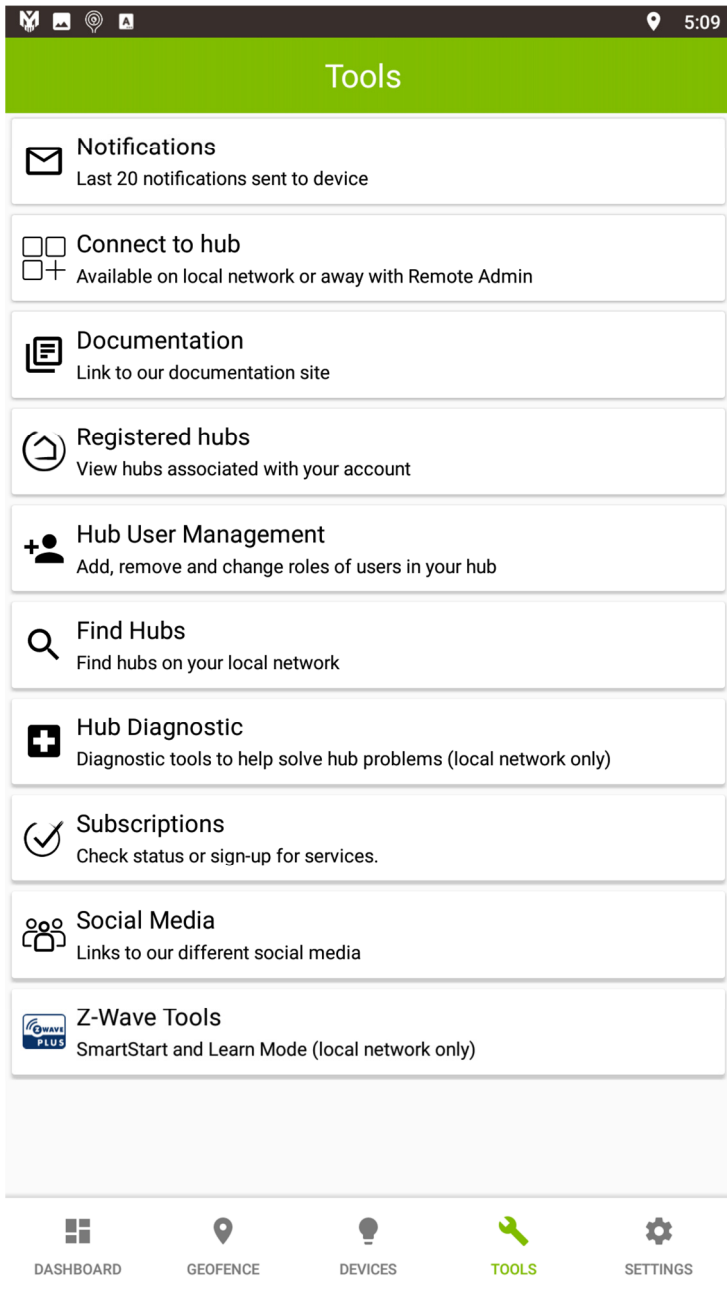 5:09
Tools
Notifications
Last 20 notifications sent to device
Connect to hub
Available on local network or away with Remote Admin
Documentation
Link to our documentation site
Registered hubs
View hubs associated with your account
Hub User Management
Add, remove and change roles of users in your hub
Find Hubs
Find hubs on your local network
Hub Diagnostic
Diagnostic tools to help solve hub problems (local network only)
Subscriptions
Check status or sign-up for services.
Social Media
Links to our different social media
Z-Wave Tools
Z WAVE
PLUS
SmartStart and Learn Mode (local network only)
DASHBOARD GEOFENCE DEVICES TOOLS SETTINGS